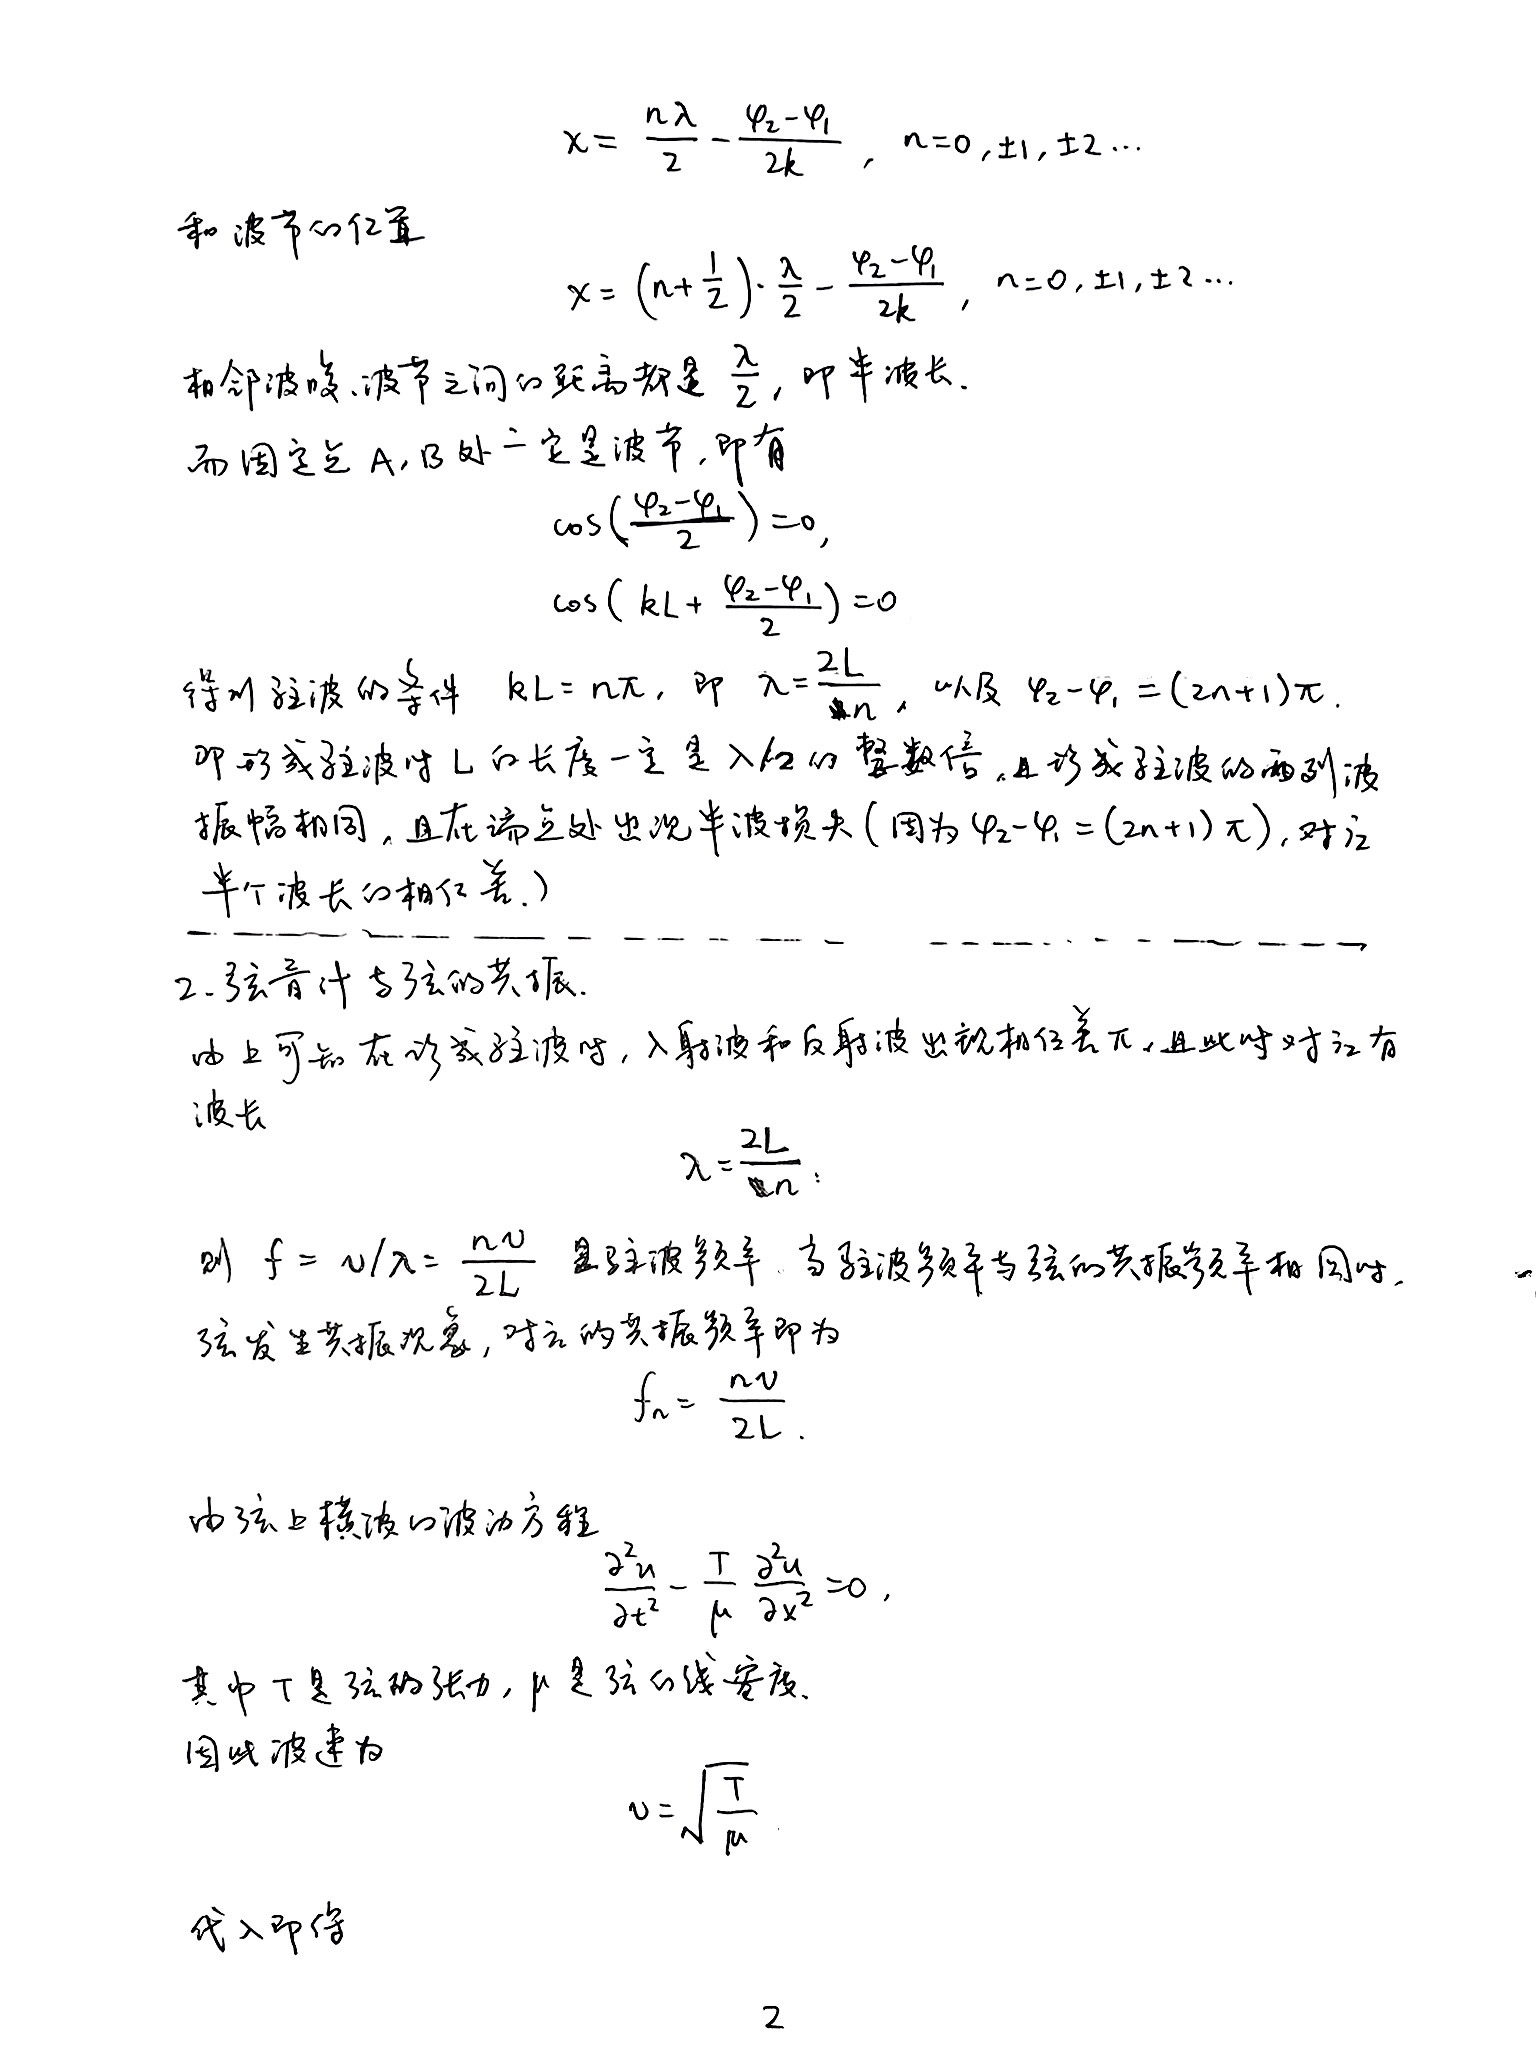 x = nλ/2 - (φ₂-φ₁)/2k , n=0,±1,±2…
和波节的位置
x = (n+1/2)·λ/2 - (φ₂-φ₁)/2k , n=0,±1,±2…
相邻波腹、波节之间的距离都是 λ/2, 即半波长.
而固定点 A,B 处一定是波节, 即有
cos((φ₂-φ₁)/2)=0,
cos(kL+(φ₂-φ₁)/2)=0
得到驻波的条件 kL=nπ, 即 λ=2L/n, 以及 φ₂-φ₁=(2n+1)π.
即形成驻波时 L 的长度一定是 λ/2 的整数倍, 且形成驻波的两列波
振幅相同, 且在端点处出现半波损失(因为 φ₂-φ₁=(2n+1)π), 对应
半个波长的相位差.)
2. 弦音计与弦的共振.
由上可知在形成驻波时, 入射波和反射波出现相位差π, 且此时对应有
波长
λ=2L/n.
则 f = v/λ = nv/2L 是驻波频率. 当驻波频率与弦的共振频率相同时,
弦发生共振现象, 对应的共振频率即为
fₙ = nv/2L.
由弦上横波的波动方程
∂²u/∂t² - T/μ ∂²u/∂x² =0,
其中 T 是弦的张力, μ 是弦的线密度.
因此波速为
v=√(T/μ)
代入即得
2